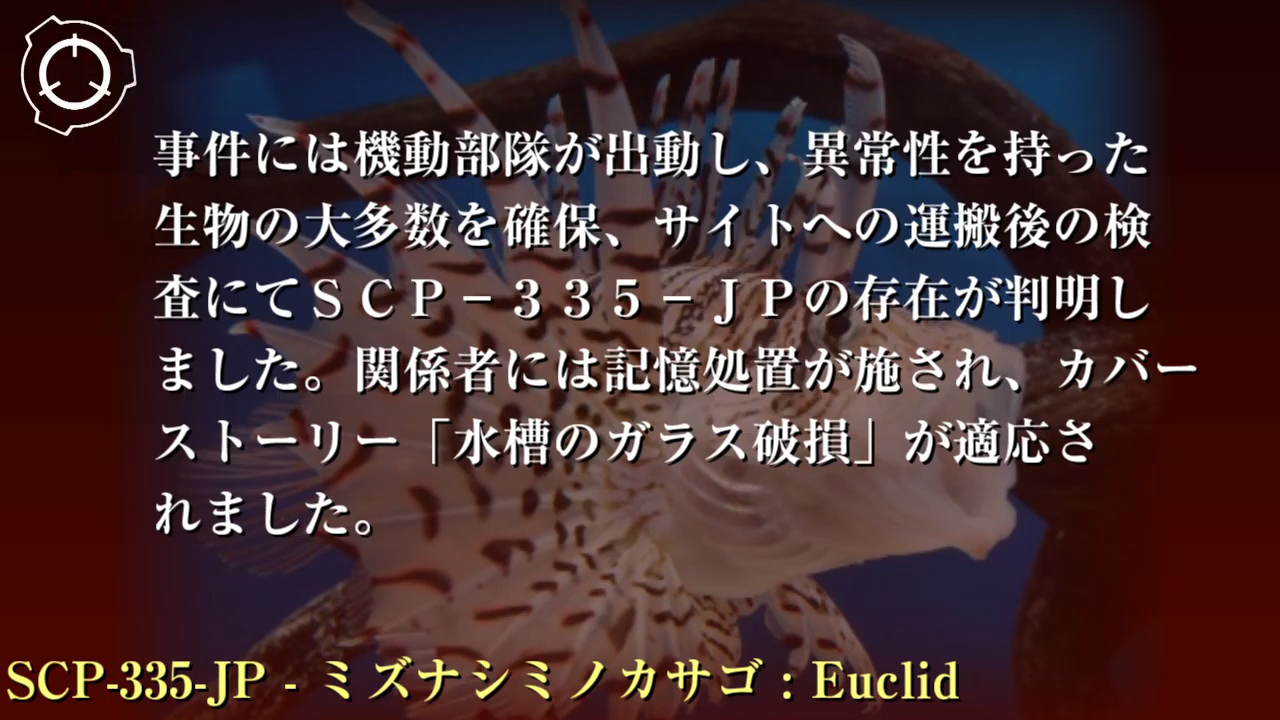 事件には機動部隊が出動し、異常性を持った
生物の大多数を確保、サイトへの運搬後の検
査にてＳＣＰ－３３５－ＪＰの存在が判明し
ました。関係者には記憶処置が施され、カバー
ストーリー「水槽のガラス破損」が適応さ
れました。
SCP-335-JP - ミズナシミノカサゴ : Euclid